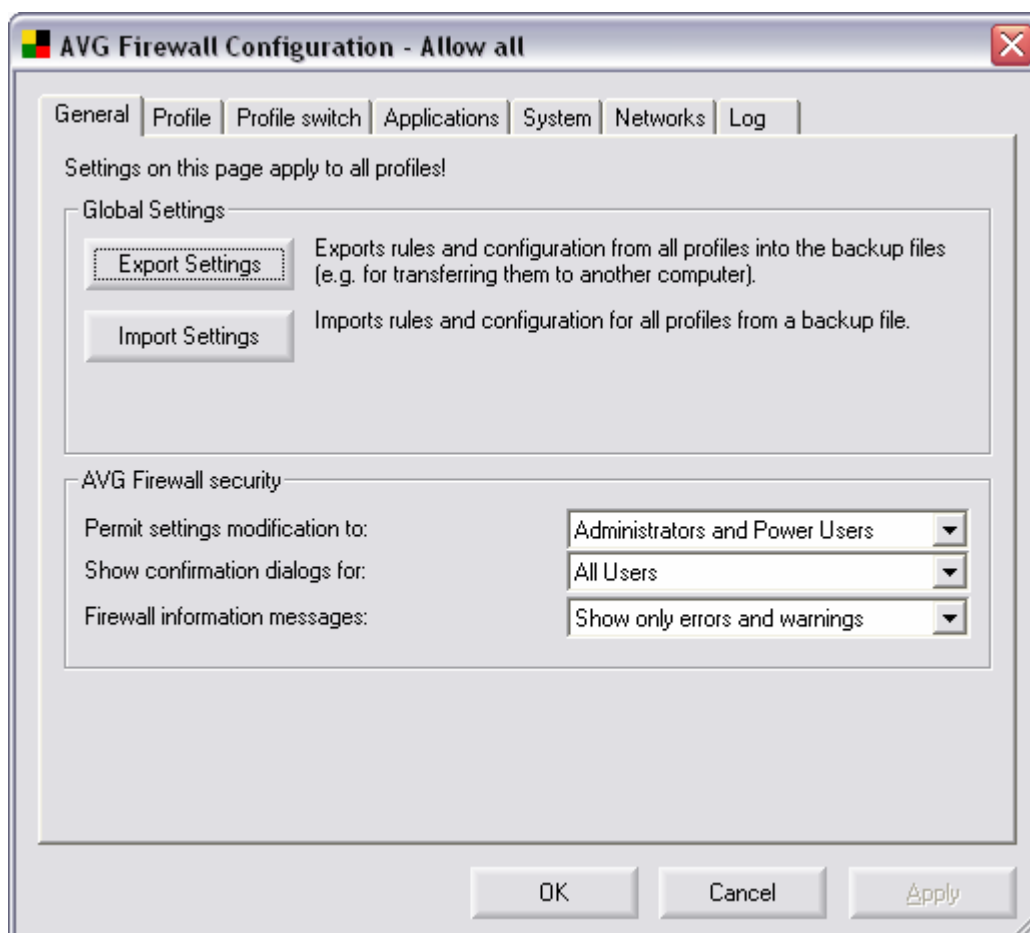 AVG Firewall Configuration - Allow all
General Profile Profile switch Applications System Networks Log
Settings on this page apply to all profiles!
Global Settings
Export Settings
Exports rules and configuration from all profiles into the backup files
(e.g. for transferring them to another computer).
Import Settings
Imports rules and configuration for all profiles from a backup file.
AVG Firewall security
Permit settings modification to: Administrators and Power Users
Show confirmation dialogs for: All Users
Firewall information messages: Show only errors and warnings
OK Cancel Apply